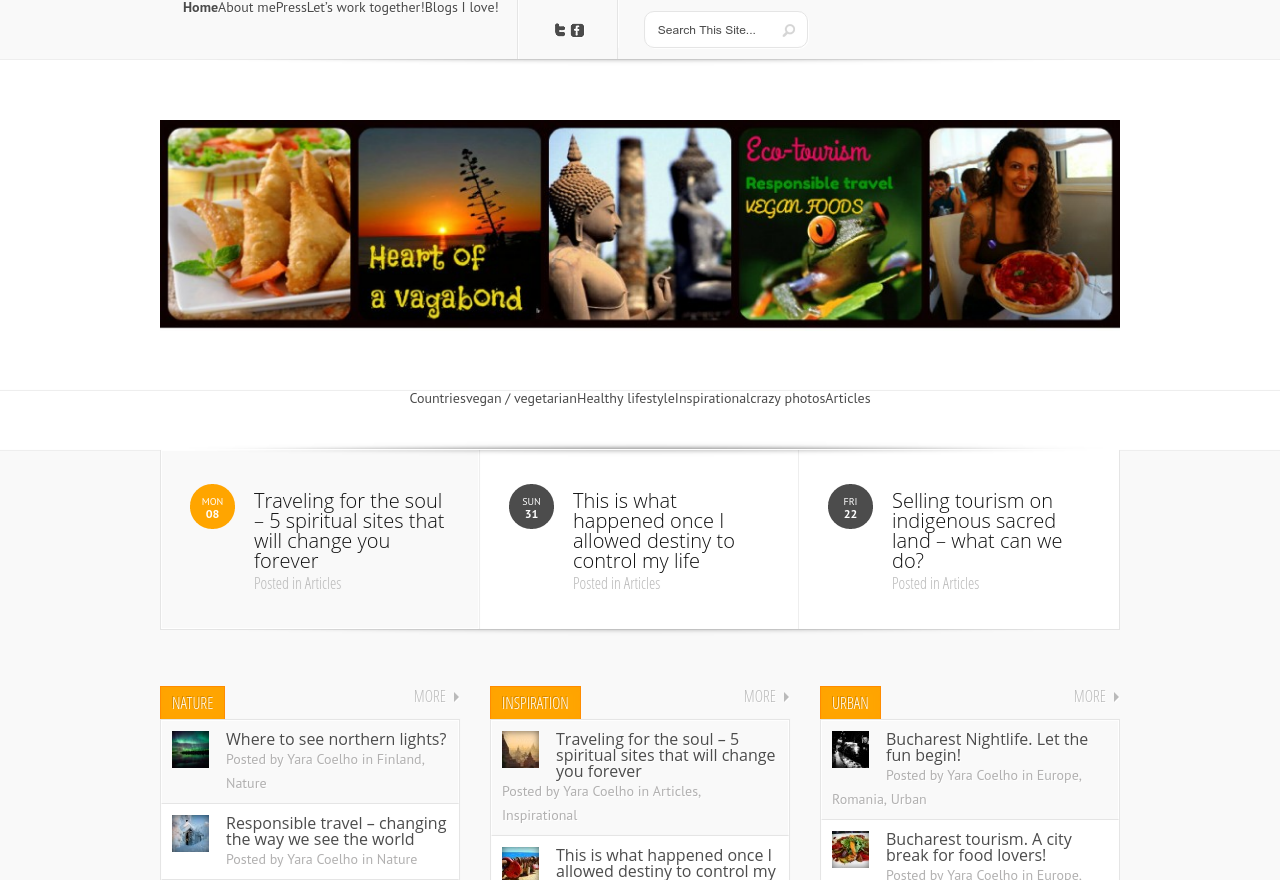 Home About me Press Let's work together! Blogs I love!
Search This Site...
Heart of
a vagabond
Eco-tourism
Responsible travel
VEGAN FOODS
Countries vegan / vegetarian Healthy lifestyle Inspirational crazy photos Articles
MON
08
Traveling for the soul
– 5 spiritual sites that
will change you
forever
Posted in Articles
SUN
31
This is what
happened once I
allowed destiny to
control my life
Posted in Articles
FRI
22
Selling tourism on
indigenous sacred
land – what can we
do?
Posted in Articles
NATURE
MORE
Where to see northern lights?
Posted by Yara Coelho in Finland,
Nature
Responsible travel – changing
the way we see the world
Posted by Yara Coelho in Nature
INSPIRATION
MORE
Traveling for the soul – 5
spiritual sites that will change
you forever
Posted by Yara Coelho in Articles,
Inspirational
This is what happened once I
allowed destiny to control my
URBAN
MORE
Bucharest Nightlife. Let the
fun begin!
Posted by Yara Coelho in Europe,
Romania, Urban
Bucharest tourism. A city
break for food lovers!
Posted by Yara Coelho in Europe,